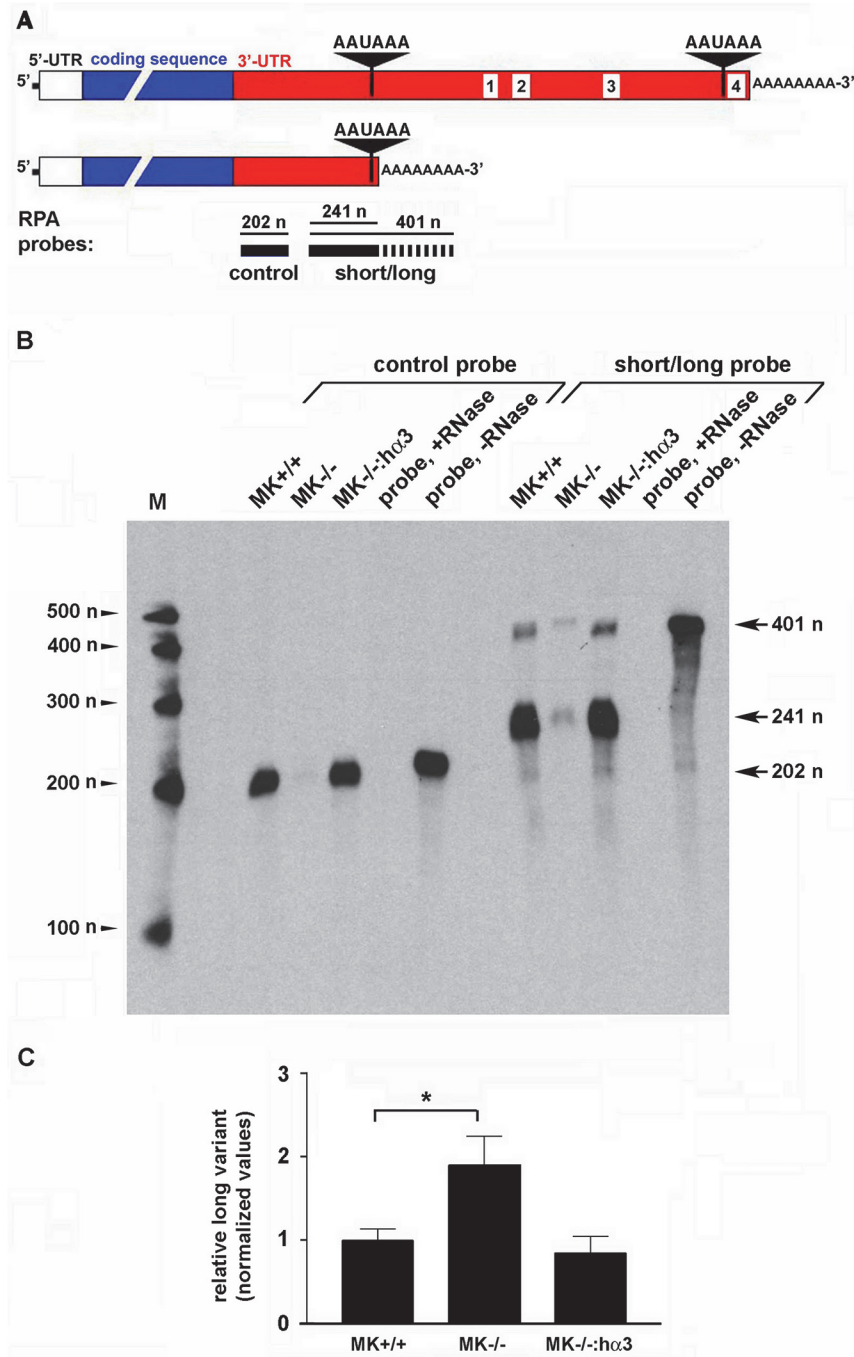 A
AAUAAA AAUAAA
5'-UTR coding sequence 3'-UTR
5' 1 2 3 4 AAAAAAAA-3'
AAUAAA
5' AAAAAAAA-3'
RPA probes:
202 n 241 n 401 n
control short/long
B
control probe short/long probe
M MK+/+ MK-/- MK-/-:hα3 probe, +RNase probe, -RNase MK+/+ MK-/- MK-/-:hα3 probe, +RNase probe, -RNase
500 n
400 n
300 n
200 n
100 n
401 n
241 n
202 n
C
relative long variant
(normalized values)
3
2
1
0
*
MK+/+ MK-/- MK-/-:hα3